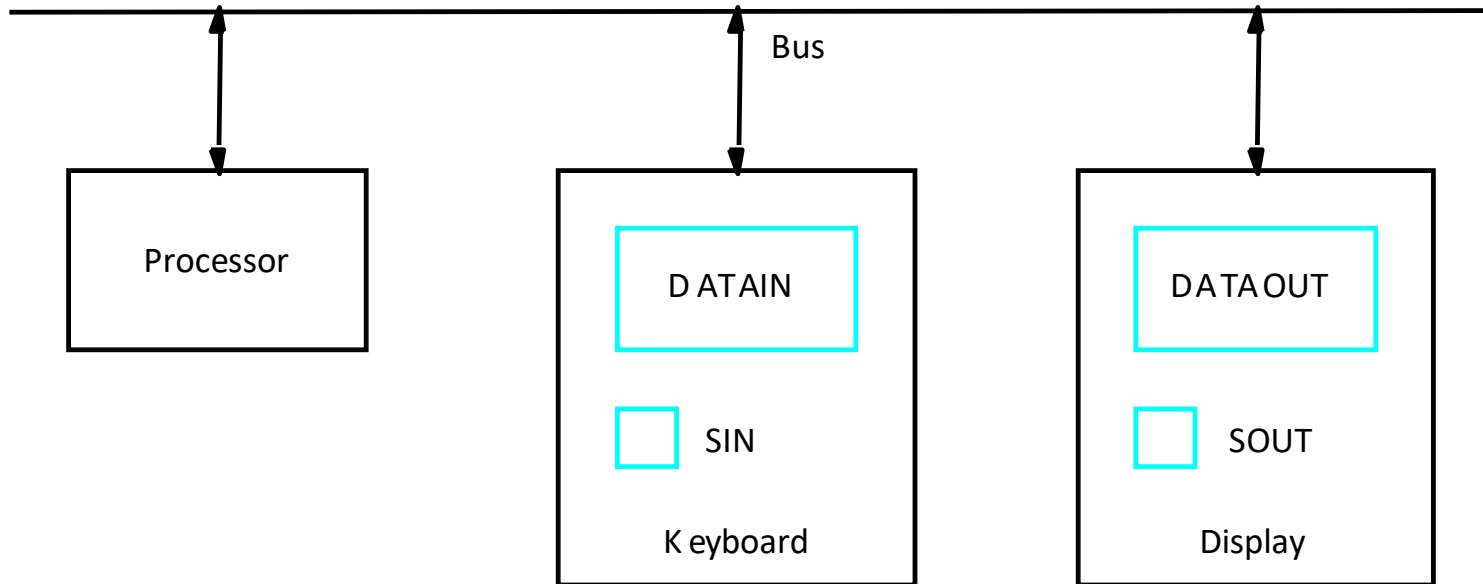 Bus
Processor
DATAIN
DATAOUT
SIN
SOUT
Keyboard
Display